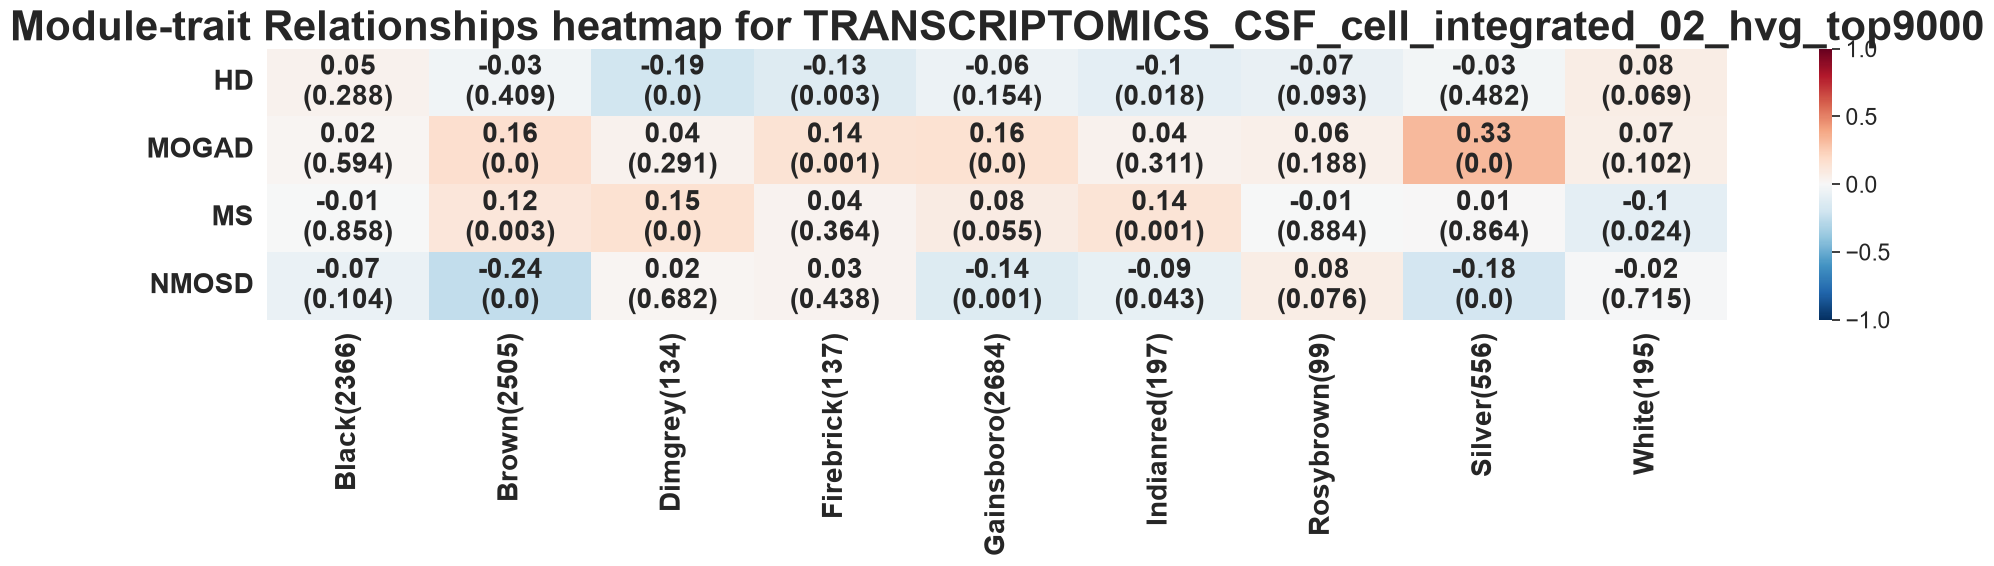 Module-trait Relationships heatmap for TRANSCRIPTOMICS_CSF_cell_integrated_02_hvg_top9000
HD
0.05 -0.03 -0.19 -0.13 -0.06 -0.1 -0.07 -0.03 0.08
(0.288) (0.409) (0.0) (0.003) (0.154) (0.018) (0.093) (0.482) (0.069)
MOGAD
0.02 0.16 0.04 0.14 0.16 0.04 0.06 0.33 0.07
(0.594) (0.0) (0.291) (0.001) (0.0) (0.311) (0.188) (0.0) (0.102)
MS
-0.01 0.12 0.15 0.04 0.08 0.14 -0.01 0.01 -0.1
(0.858) (0.003) (0.0) (0.364) (0.055) (0.001) (0.884) (0.864) (0.024)
NMOSD
-0.07 -0.24 0.02 0.03 -0.14 -0.09 0.08 -0.18 -0.02
(0.104) (0.0) (0.682) (0.438) (0.001) (0.043) (0.076) (0.0) (0.715)
Black(2366)
Brown(2505)
Dimgrey(134)
Firebrick(137)
Gainsboro(2684)
Indianred(197)
Rosybrown(99)
Silver(556)
White(195)
1.0
0.5
0.0
−0.5
−1.0